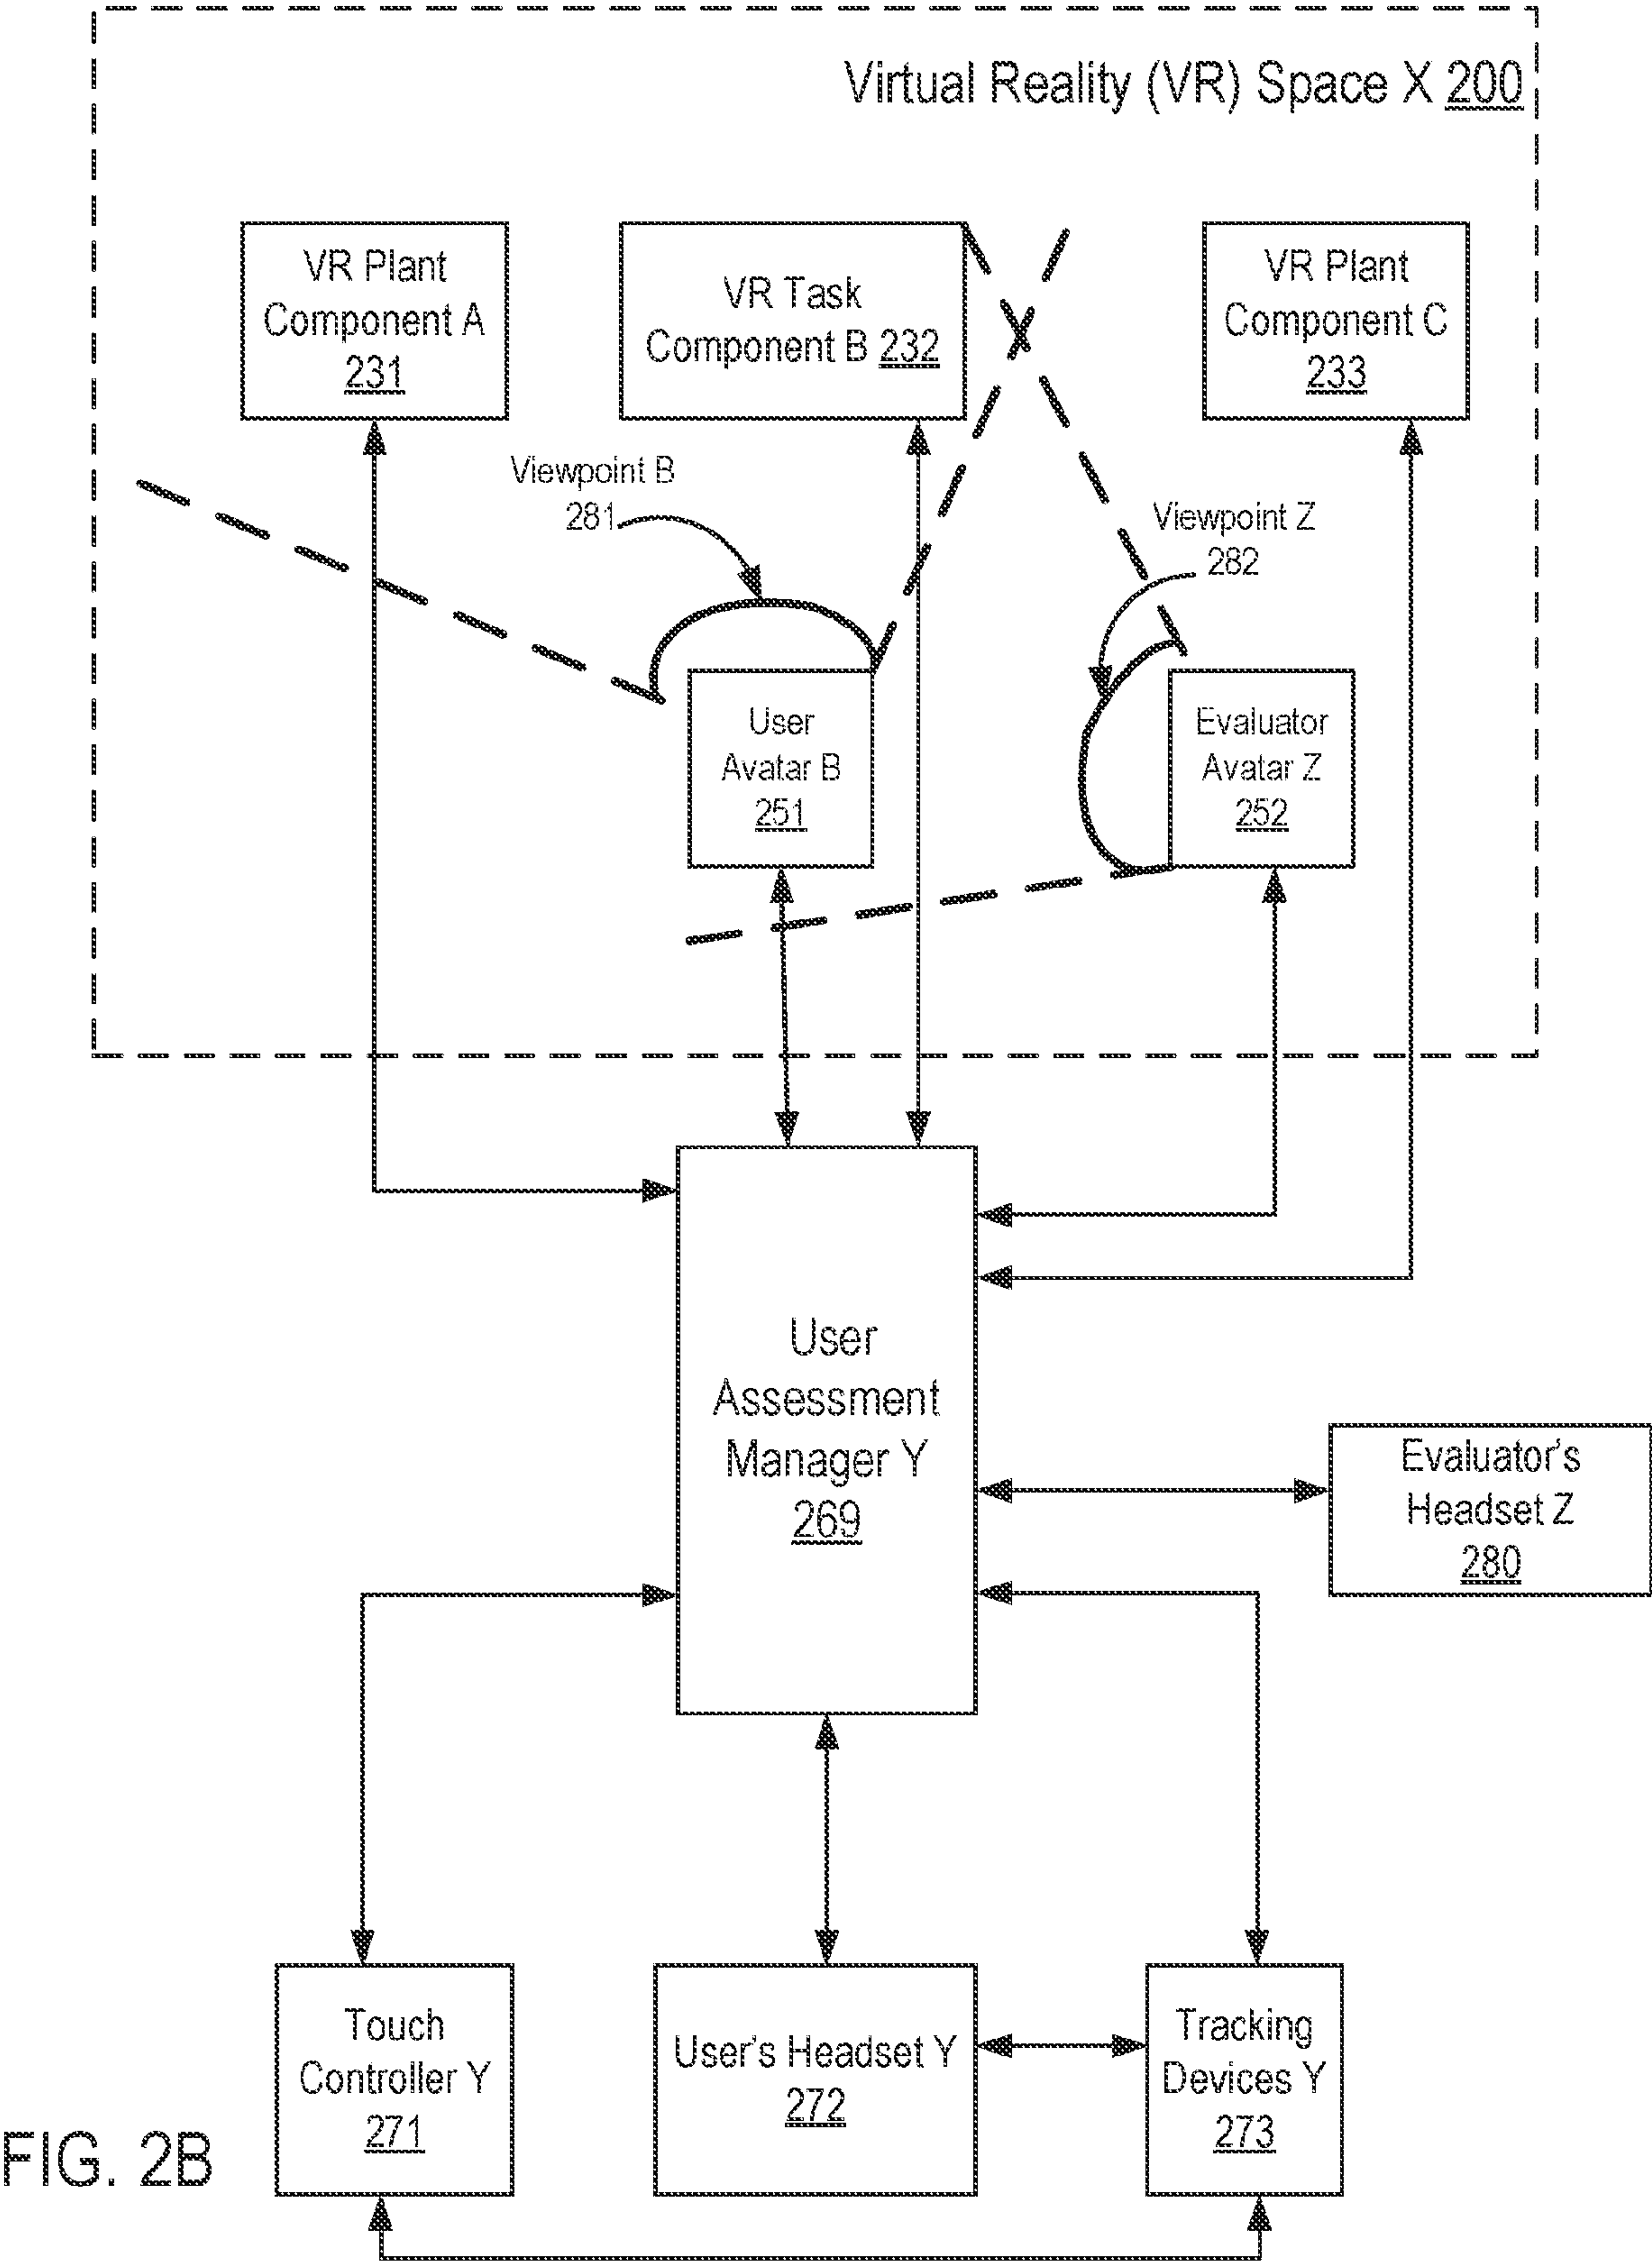 Virtual Reality (VR) Space X 200
VR Plant
Component A
231
VR Task
Component B 232
VR Plant
Component C
233
Viewpoint B
281
Viewpoint Z
282
User
Avatar B
251
Evaluator
Avatar Z
252
User
Assessment
Manager Y
269
Evaluator's
Headset Z
280
Touch
Controller Y
271
User's Headset Y
272
Tracking
Devices Y
273
FIG. 2B